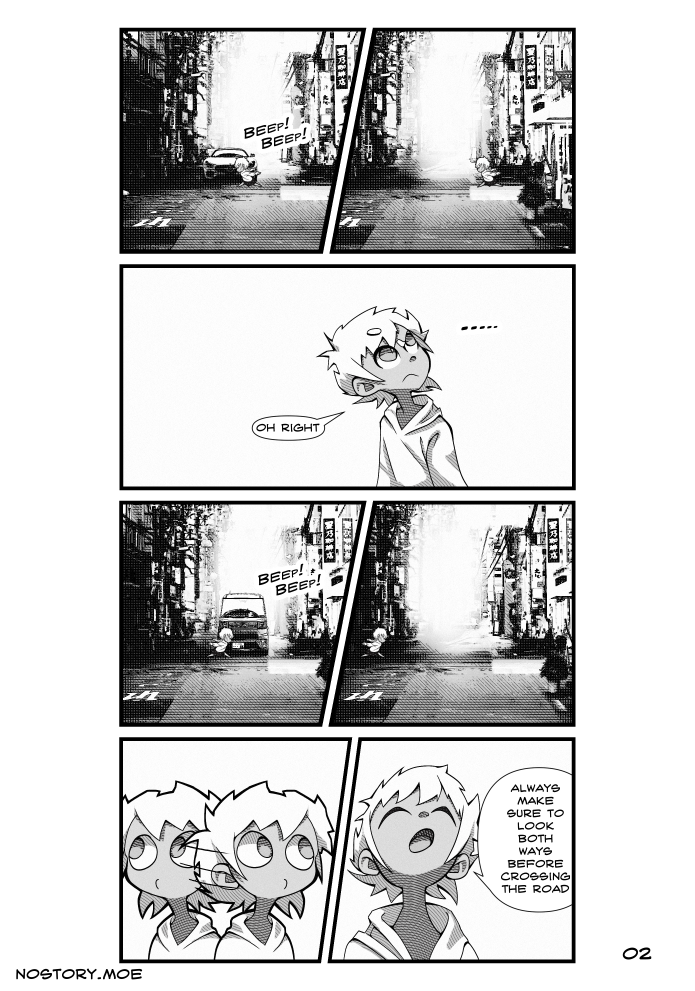 BEEP!
BEEP!
.....
OH RIGHT
BEEP!
BEEP!
ALWAYS
MAKE
SURE TO
LOOK
BOTH
WAYS
BEFORE
CROSSING
THE ROAD
02
NOSTORY.MOE